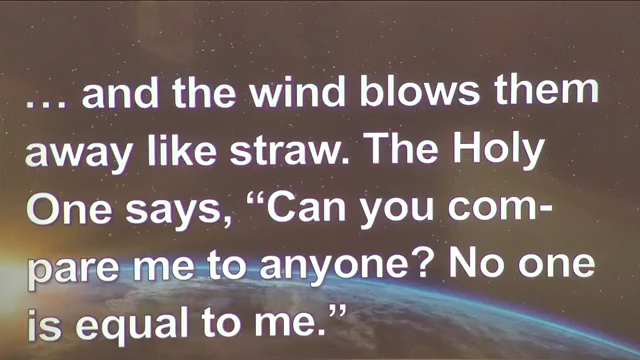 … and the wind blows them
away like straw. The Holy
One says, “Can you com-
pare me to anyone? No one
is equal to me.”